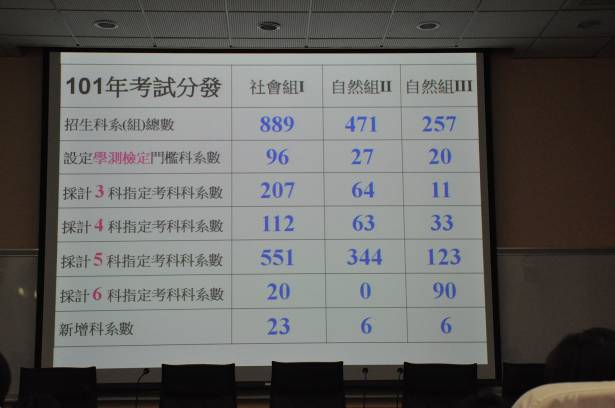 101年考試分發 社會組I 自然組II 自然組III
招生科系(組)總數 889 471 257
設定學測檢定門檻科系數 96 27 20
採計 3 科指定考科科系數 207 64 11
採計 4 科指定考科科系數 112 63 33
採計 5 科指定考科科系數 551 344 123
採計 6 科指定考科科系數 20 0 90
新增科系數 23 6 6